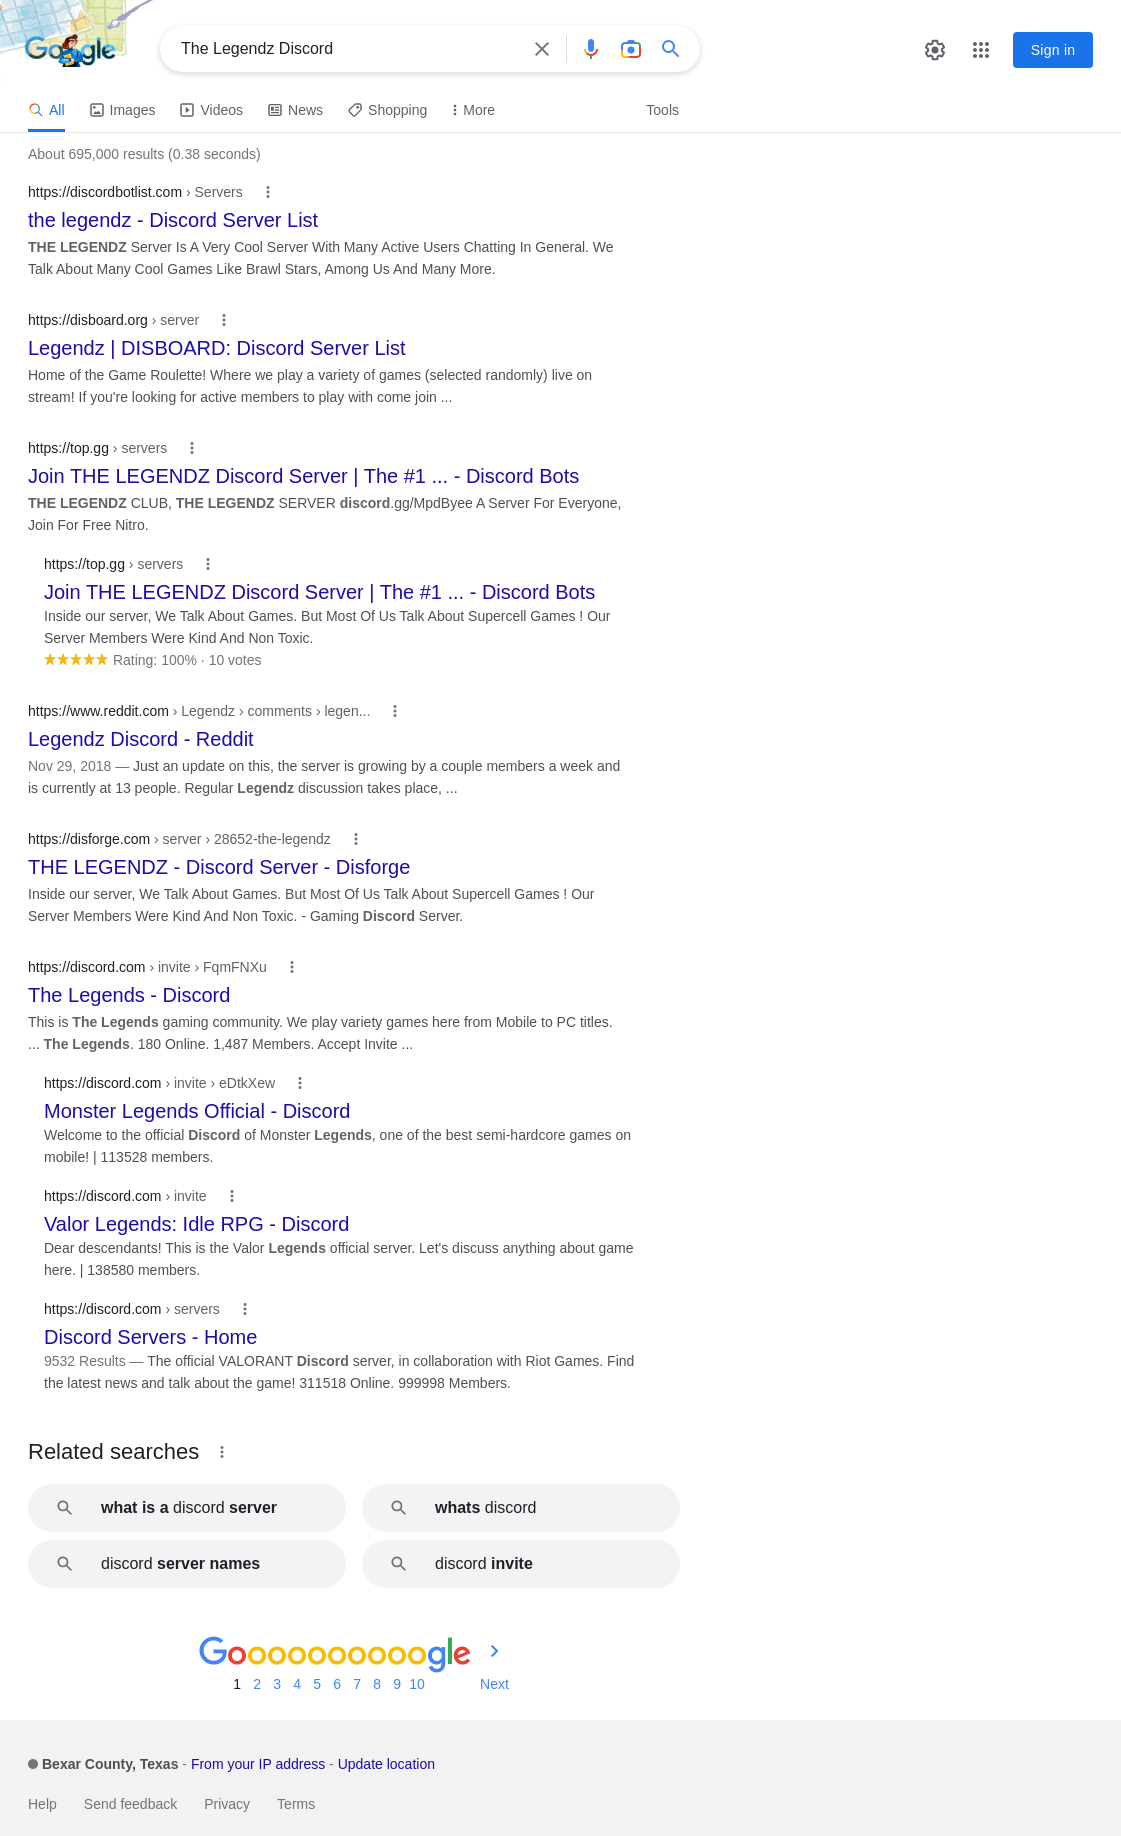 Google
The Legendz Discord
Sign in
All Images Videos News Shopping More Tools
About 695,000 results (0.38 seconds)
https://discordbotlist.com › Servers
the legendz - Discord Server List
THE LEGENDZ Server Is A Very Cool Server With Many Active Users Chatting In General. We
Talk About Many Cool Games Like Brawl Stars, Among Us And Many More.
https://disboard.org › server
Legendz | DISBOARD: Discord Server List
Home of the Game Roulette! Where we play a variety of games (selected randomly) live on
stream! If you're looking for active members to play with come join ...
https://top.gg › servers
Join THE LEGENDZ Discord Server | The #1 ... - Discord Bots
THE LEGENDZ CLUB, THE LEGENDZ SERVER discord.gg/MpdByee A Server For Everyone,
Join For Free Nitro.
https://top.gg › servers
Join THE LEGENDZ Discord Server | The #1 ... - Discord Bots
Inside our server, We Talk About Games. But Most Of Us Talk About Supercell Games ! Our
Server Members Were Kind And Non Toxic.
Rating: 100% · 10 votes
https://www.reddit.com › Legendz › comments › legen...
Legendz Discord - Reddit
Nov 29, 2018 — Just an update on this, the server is growing by a couple members a week and
is currently at 13 people. Regular Legendz discussion takes place, ...
https://disforge.com › server › 28652-the-legendz
THE LEGENDZ - Discord Server - Disforge
Inside our server, We Talk About Games. But Most Of Us Talk About Supercell Games ! Our
Server Members Were Kind And Non Toxic. - Gaming Discord Server.
https://discord.com › invite › FqmFNXu
The Legends - Discord
This is The Legends gaming community. We play variety games here from Mobile to PC titles.
... The Legends. 180 Online. 1,487 Members. Accept Invite ...
https://discord.com › invite › eDtkXew
Monster Legends Official - Discord
Welcome to the official Discord of Monster Legends, one of the best semi-hardcore games on
mobile! | 113528 members.
https://discord.com › invite
Valor Legends: Idle RPG - Discord
Dear descendants! This is the Valor Legends official server. Let's discuss anything about game
here. | 138580 members.
https://discord.com › servers
Discord Servers - Home
9532 Results — The official VALORANT Discord server, in collaboration with Riot Games. Find
the latest news and talk about the game! 311518 Online. 999998 Members.
Related searches
what is a discord server whats discord
discord server names discord invite
Goooooooooogle
1 2 3 4 5 6 7 8 9 10 Next
Bexar County, Texas - From your IP address - Update location
Help Send feedback Privacy Terms